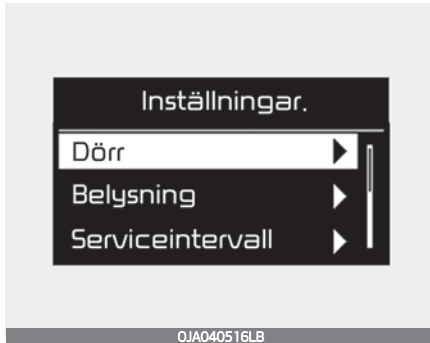 Inställningar.
Dörr
Belysning
Serviceintervall
OJA040516LB